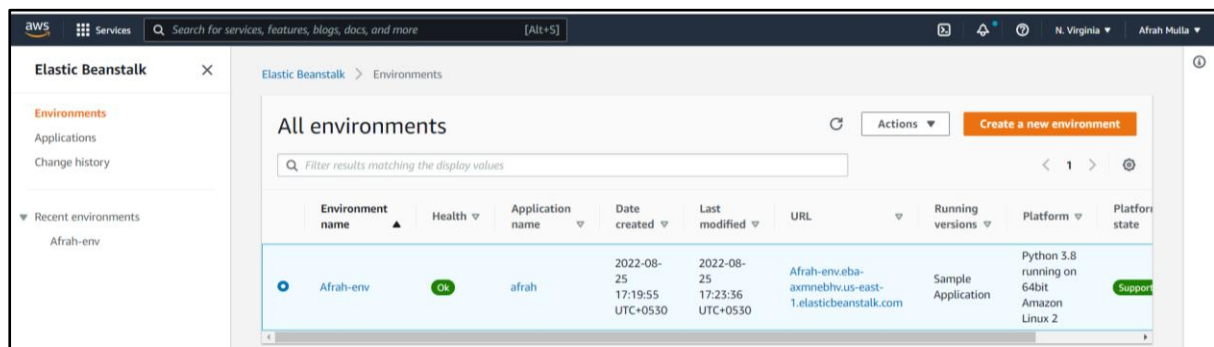 aws
Services
Search for services, features, blogs, docs, and more
[Alt+S]
N. Virginia
Afrah Mulla
Elastic Beanstalk
Environments
Applications
Change history
Recent environments
Afrah-env
Elastic Beanstalk > Environments
All environments
Actions
Create a new environment
Filter results matching the display values
< 1 >
Environment
name
Health
Application
name
Date
created
Last
modified
URL
Running
versions
Platform
Platform
state
Afrah-env
Ok
afrah
2022-08-
25
17:19:55
UTC+0530
2022-08-
25
17:23:36
UTC+0530
Afrah-env.eba-
axmnebhv.us-east-
1.elasticbeanstalk.com
Sample
Application
Python 3.8
running on
64bit
Amazon
Linux 2
Support